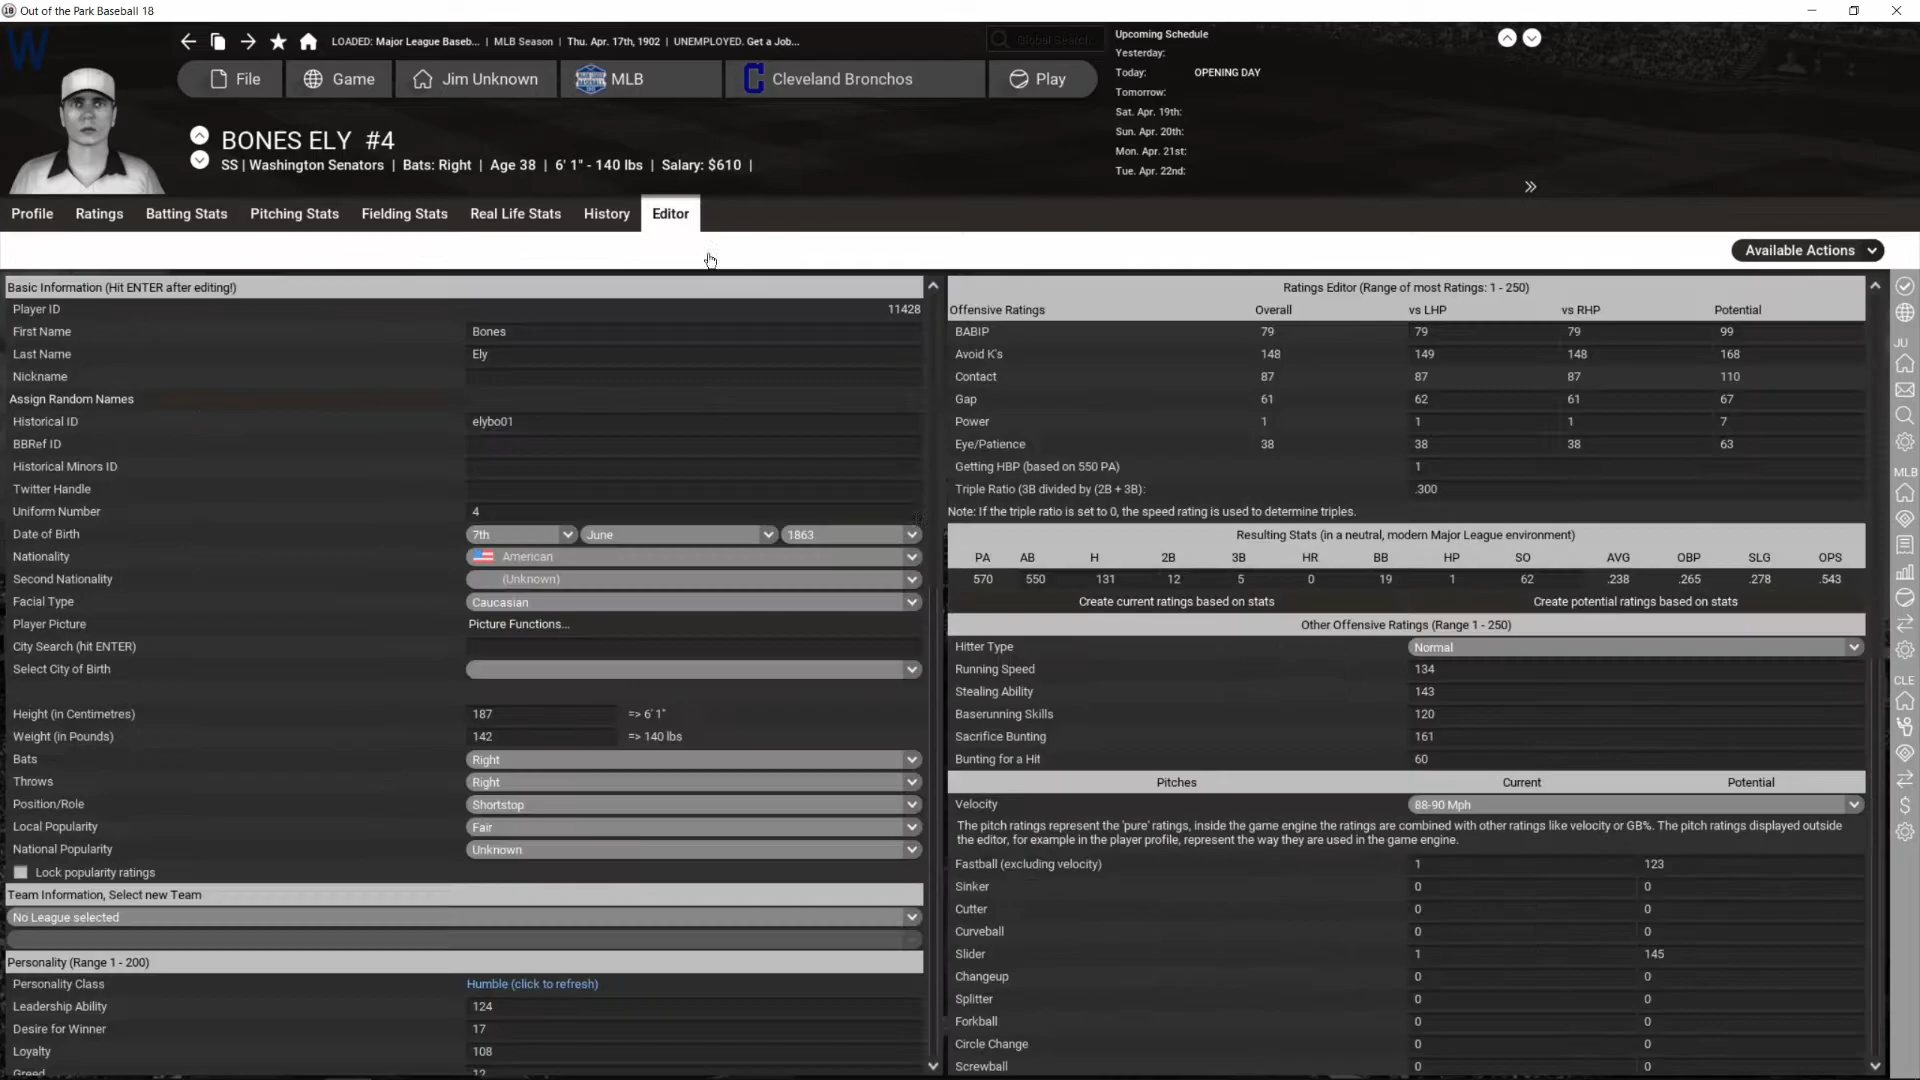 Out of the Park Baseball 18
LOADED: Major League Baseb... | MLB Season | Thu. Apr. 17th, 1902 | UNEMPLOYED. Get a Job...
Global Search...
File Game Jim Unknown MLB Cleveland Bronchos Play
Upcoming Schedule
Yesterday:
Today: OPENING DAY
Tomorrow:
Sat. Apr. 19th:
Sun. Apr. 20th:
Mon. Apr. 21st:
Tue. Apr. 22nd:
BONES ELY #4
SS | Washington Senators | Bats: Right | Age 38 | 6' 1" - 140 lbs | Salary: $610 |
Profile Ratings Batting Stats Pitching Stats Fielding Stats Real Life Stats History Editor
Available Actions
Basic Information (Hit ENTER after editing!)
Player ID 11428
First Name Bones
Last Name Ely
Nickname
Assign Random Names
Historical ID elybo01
BBRef ID
Historical Minors ID
Twitter Handle
Uniform Number 4
Date of Birth 7th June 1863
Nationality American
Second Nationality (Unknown)
Facial Type Caucasian
Player Picture Picture Functions...
City Search (hit ENTER)
Select City of Birth
Height (in Centimetres) 187 => 6' 1"
Weight (in Pounds) 142 => 140 lbs
Bats Right
Throws Right
Position/Role Shortstop
Local Popularity Fair
National Popularity Unknown
Lock popularity ratings
Team Information, Select new Team
No League selected
Personality (Range 1 - 200)
Personality Class Humble (click to refresh)
Leadership Ability 124
Desire for Winner 17
Loyalty 108
Greed 12
Ratings Editor (Range of most Ratings: 1 - 250)
Offensive Ratings Overall vs LHP vs RHP Potential
BABIP 79 79 79 99
Avoid K's 148 149 148 168
Contact 87 87 87 110
Gap 61 62 61 67
Power 1 1 1 7
Eye/Patience 38 38 38 63
Getting HBP (based on 550 PA) 1
Triple Ratio (3B divided by (2B + 3B): .300
Note: If the triple ratio is set to 0, the speed rating is used to determine triples.
Resulting Stats (in a neutral, modern Major League environment)
PA AB H 2B 3B HR BB HP SO AVG OBP SLG OPS
570 550 131 12 5 0 19 1 62 .238 .265 .278 .543
Create current ratings based on stats Create potential ratings based on stats
Other Offensive Ratings (Range 1 - 250)
Hitter Type Normal
Running Speed 134
Stealing Ability 143
Baserunning Skills 120
Sacrifice Bunting 161
Bunting for a Hit 60
Pitches Current Potential
Velocity 88-90 Mph
The pitch ratings represent the 'pure' ratings, inside the game engine the ratings are combined with other ratings like velocity or GB%. The pitch ratings displayed outside
the editor, for example in the player profile, represent the way they are used in the game engine.
Fastball (excluding velocity) 1 123
Sinker 0 0
Cutter 0 0
Curveball 0 0
Slider 1 145
Changeup 0 0
Splitter 0 0
Forkball 0 0
Circle Change 0 0
Screwball 0 0
JU
MLB
CLE